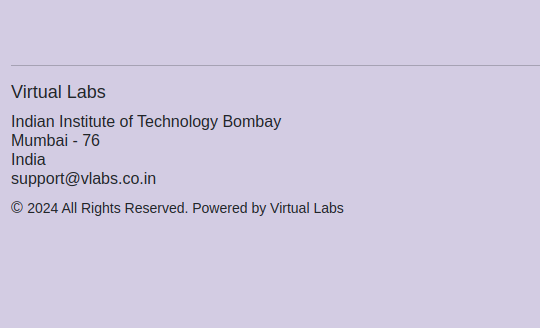 Virtual Labs
Indian Institute of Technology Bombay
Mumbai - 76
India
support@vlabs.co.in
© 2024 All Rights Reserved. Powered by Virtual Labs